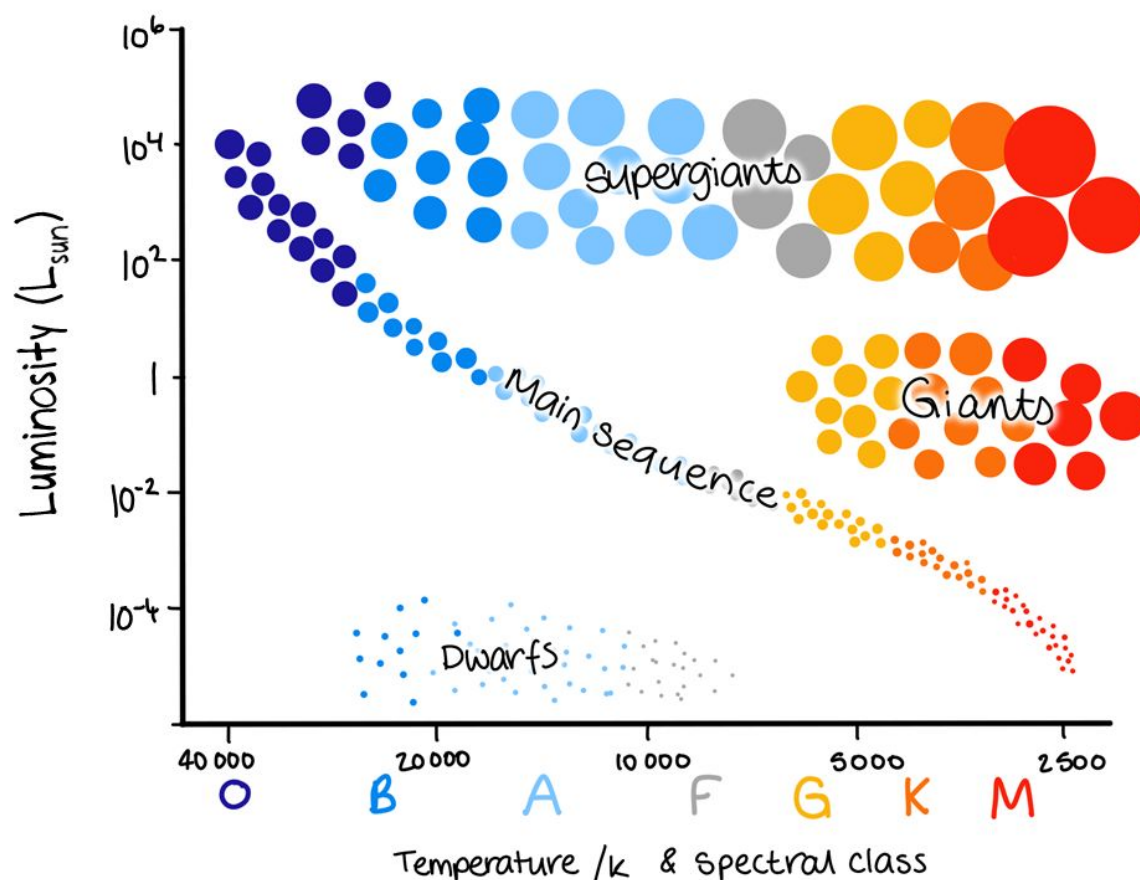 Luminosity (L_sun)
10⁶
10⁴
10²
1
10⁻²
10⁻⁴
Supergiants
Giants
Main sequence
Dwarfs
40 000 20 000 10 000 5000 2500
O B A F G K M
Temperature /K & spectral class